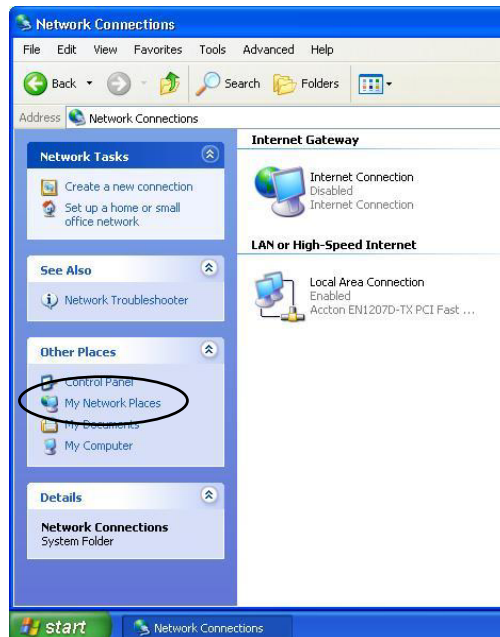 Network Connections
File Edit View Favorites Tools Advanced Help
Back Search Folders
Address Network Connections
Network Tasks
Create a new connection
Set up a home or small
office network
See Also
Network Troubleshooter
Other Places
Control Panel
My Network Places
My Documents
My Computer
Details
Network Connections
System Folder
Internet Gateway
Internet Connection
Disabled
Internet Connection
LAN or High-Speed Internet
Local Area Connection
Enabled
Accton EN1207D-TX PCI Fast ...
start Network Connections